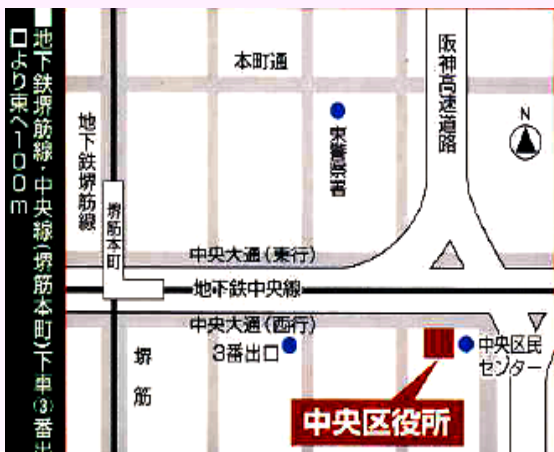 地下鉄堺筋線・中央線(堺筋本町)下車③番出
口より東へ100m
本町通
阪神高速道路
N
東警察署
地下鉄堺筋線
堺筋本町
中央大通(東行)
地下鉄中央線
中央大通(西行)
3番出口
中央区民
センター
堺筋
中央区役所